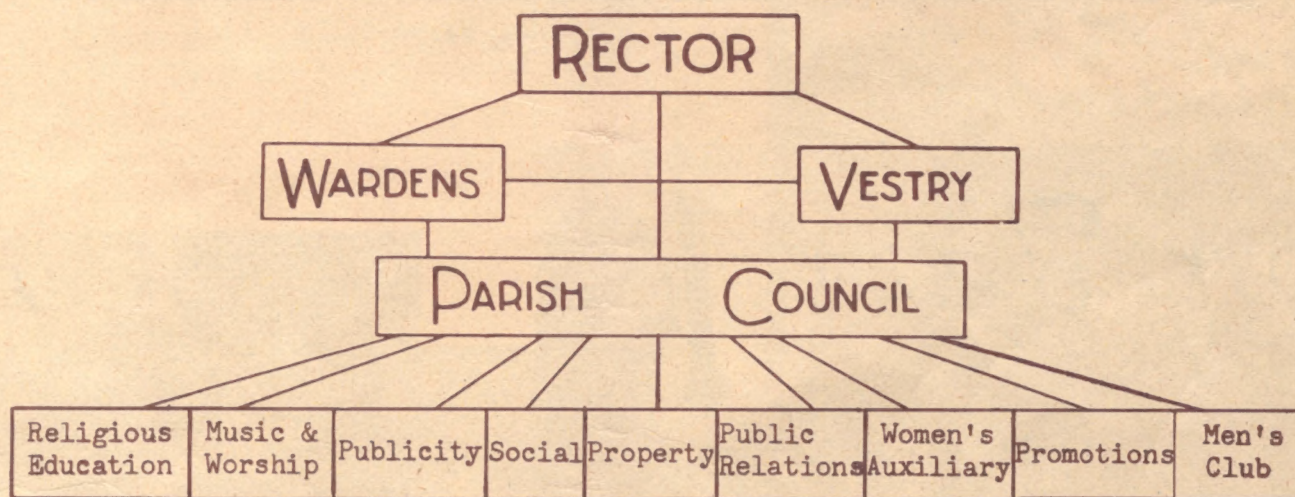 RECTOR
WARDENS
VESTRY
PARISH COUNCIL
Religious
Education
Music &
Worship
Publicity
Social
Property
Public
Relations
Women's
Auxiliary
Promotions
Men's
Club